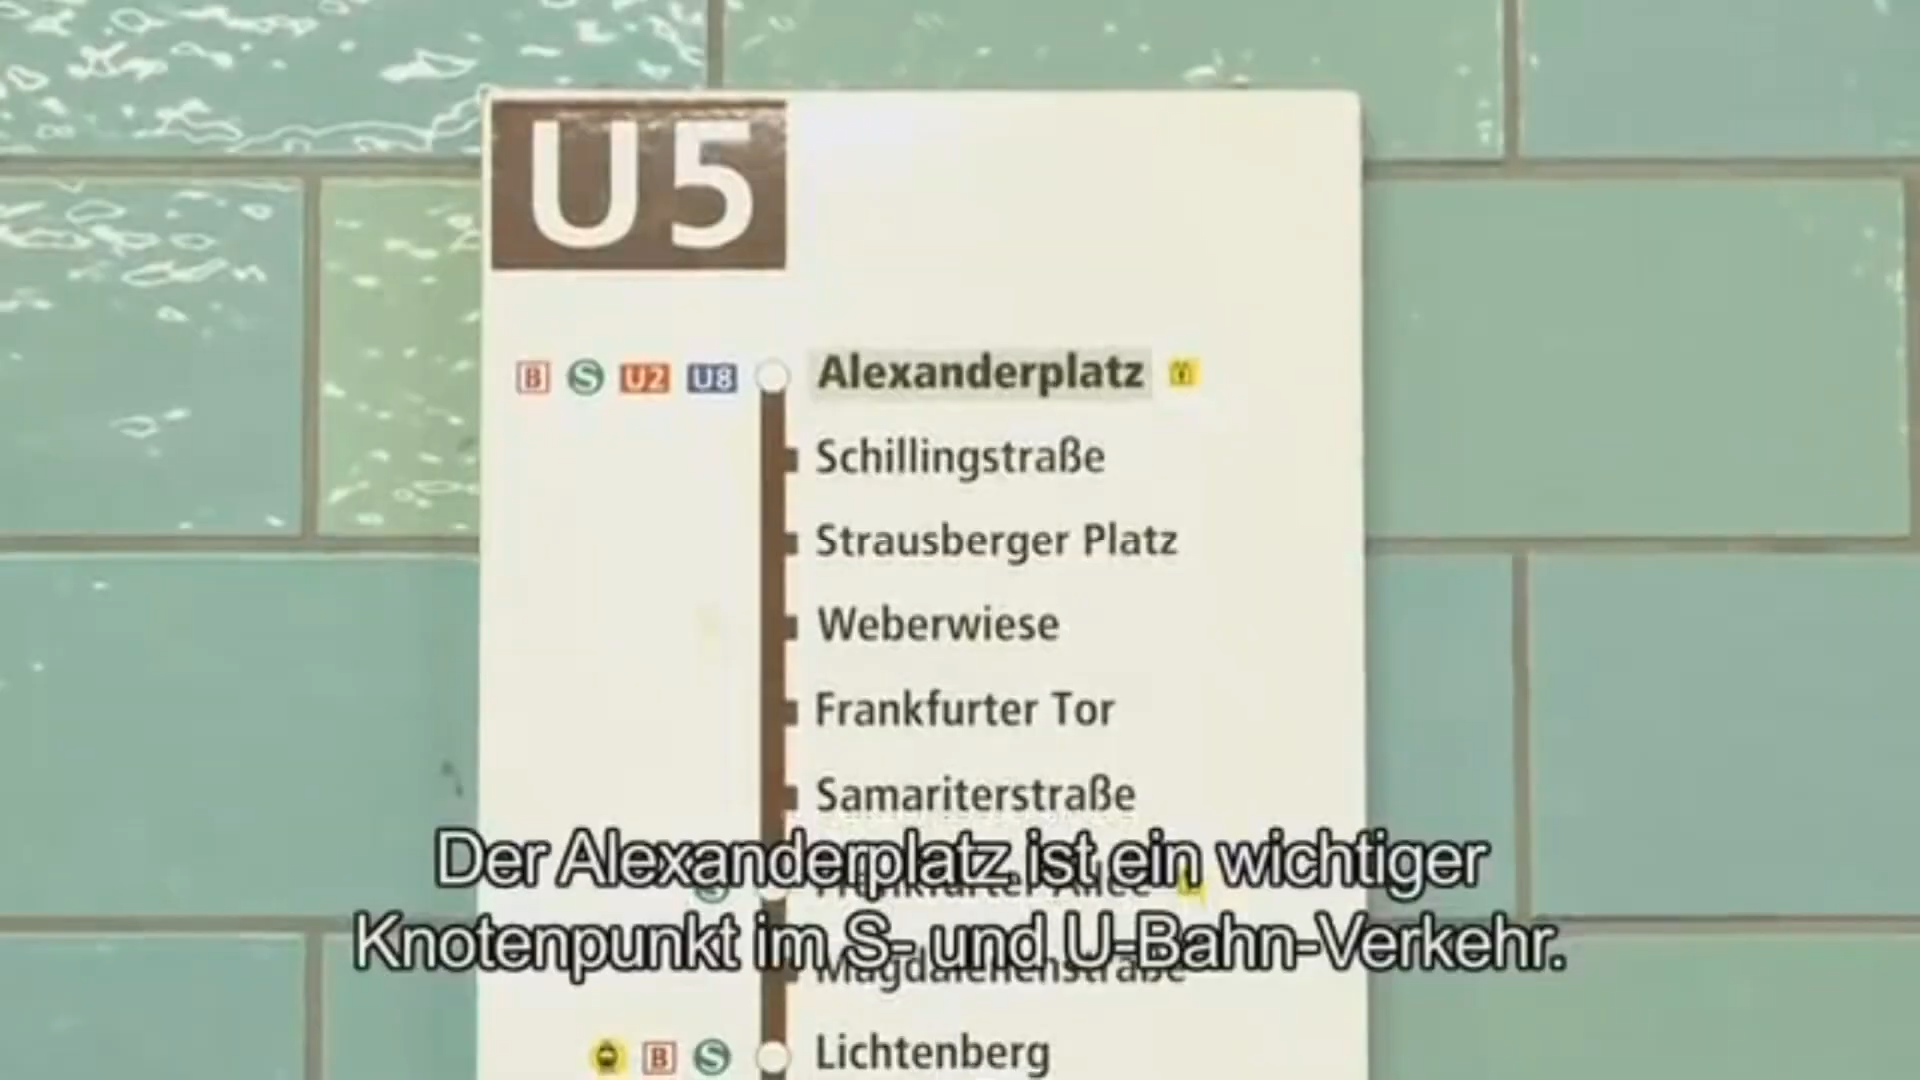 U5
B S U2 U8 Alexanderplatz
Schillingstraße
Strausberger Platz
Weberwiese
Frankfurter Tor
Samariterstraße
Frankfurter Allee
Magdalenenstraße
B S Lichtenberg
Der Alexanderplatz ist ein wichtiger
Knotenpunkt im S- und U-Bahn-Verkehr.